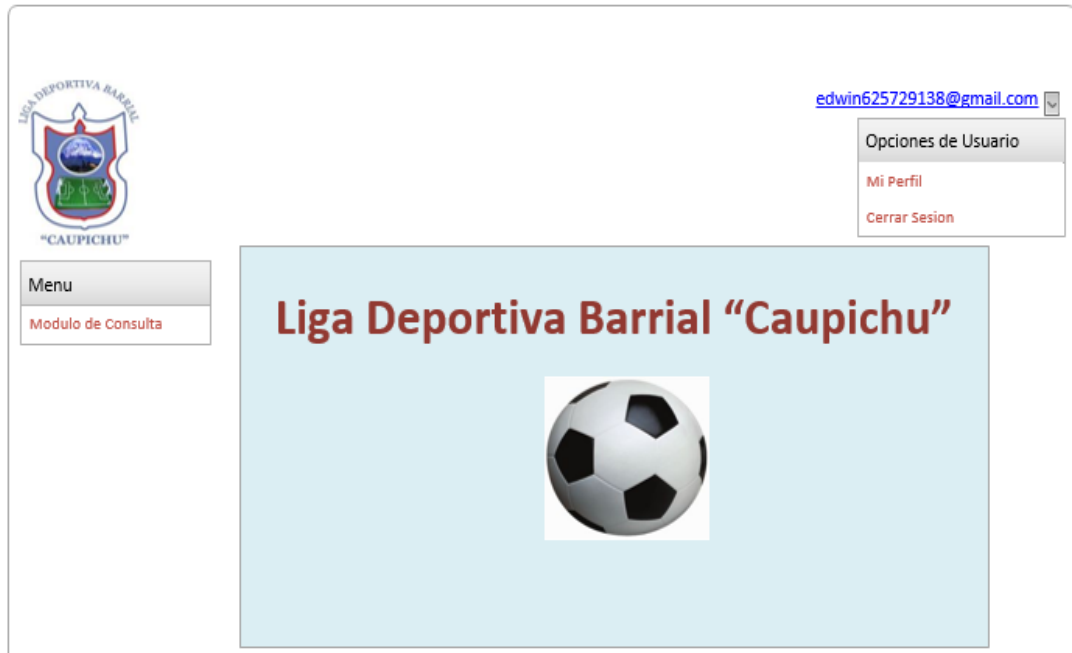 LIGA DEPORTIVA BARRIAL
"CAUPICHU"
edwin625729138@gmail.com
Opciones de Usuario
Mi Perfil
Cerrar Sesion
Menu
Modulo de Consulta
Liga Deportiva Barrial “Caupichu”